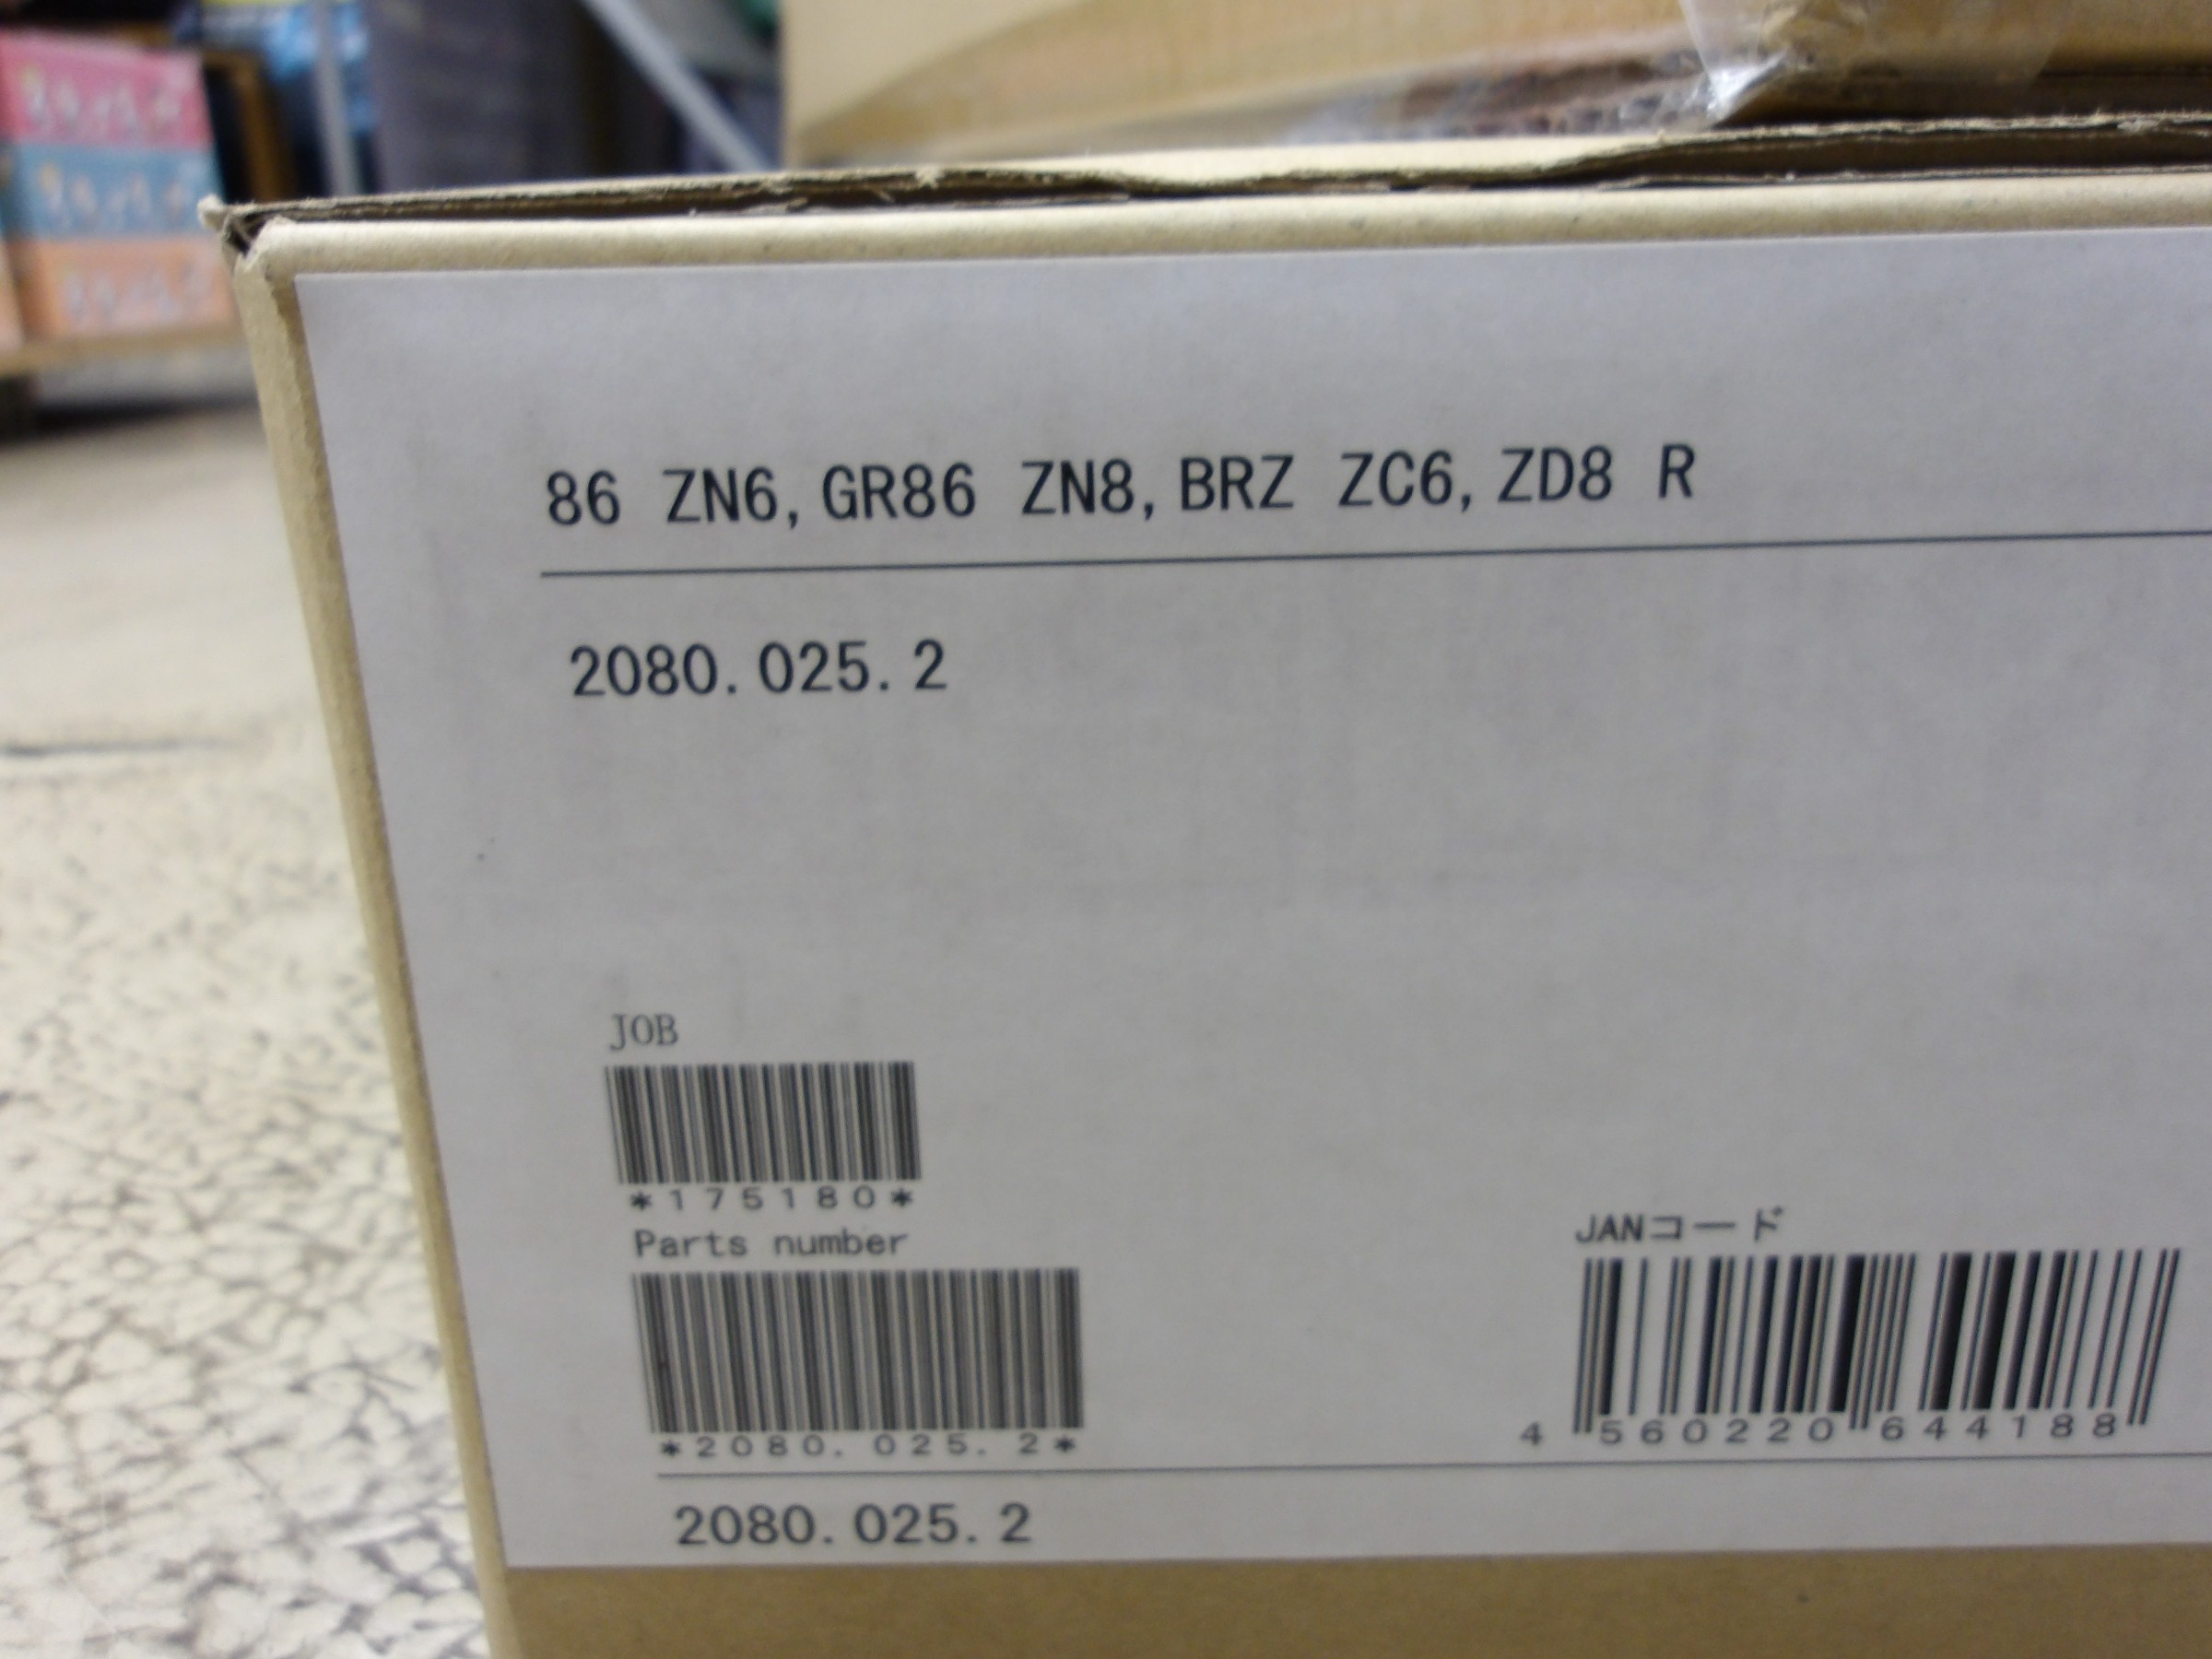 86 ZN6, GR86 ZN8, BRZ ZC6, ZD8 R
2080. 025. 2
JOB
*175180*
Parts number
*2080. 025. 2*
JANコード
4 560220 644188
2080. 025. 2